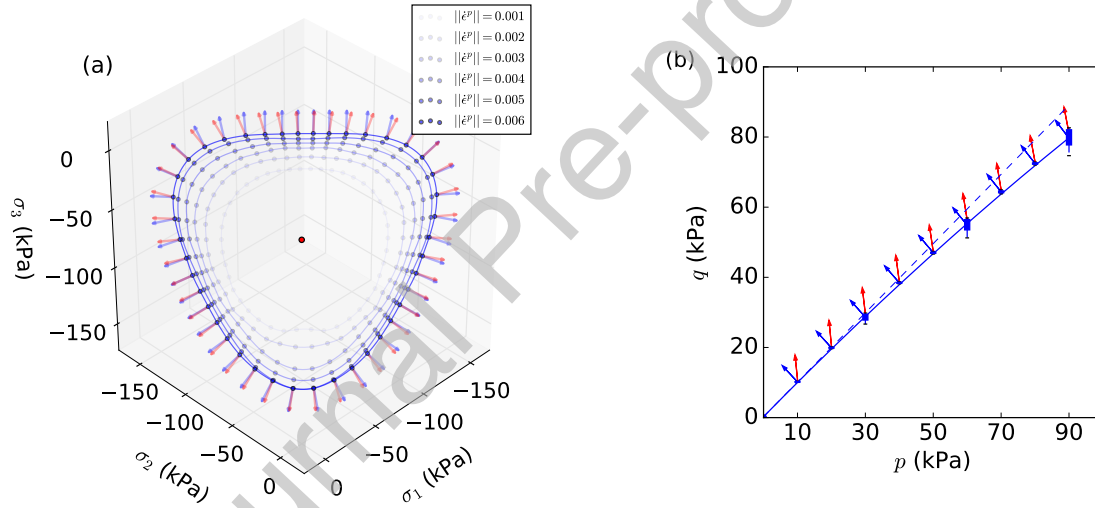 (a)
||ε̇ᵖ|| = 0.001
||ε̇ᵖ|| = 0.002
||ε̇ᵖ|| = 0.003
||ε̇ᵖ|| = 0.004
||ε̇ᵖ|| = 0.005
||ε̇ᵖ|| = 0.006
0
−50
−100
−150
σ₃ (kPa)
−150
−100
−50
0
σ₂ (kPa)
−150
−100
−50
0
σ₁ (kPa)
(b)
100
80
60
40
20
0
q (kPa)
10 30 50 70 90
p (kPa)
urnal Pre-pro